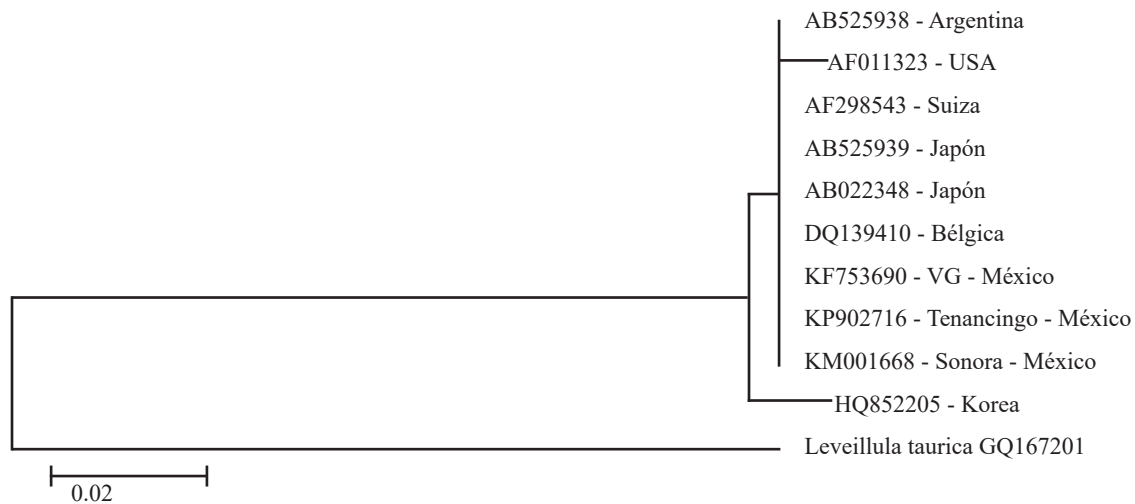 AB525938 - Argentina
AF011323 - USA
AF298543 - Suiza
AB525939 - Japón
AB022348 - Japón
DQ139410 - Bélgica
KF753690 - VG - México
KP902716 - Tenancingo - México
KM001668 - Sonora - México
HQ852205 - Korea
Leveillula taurica GQ167201
0.02